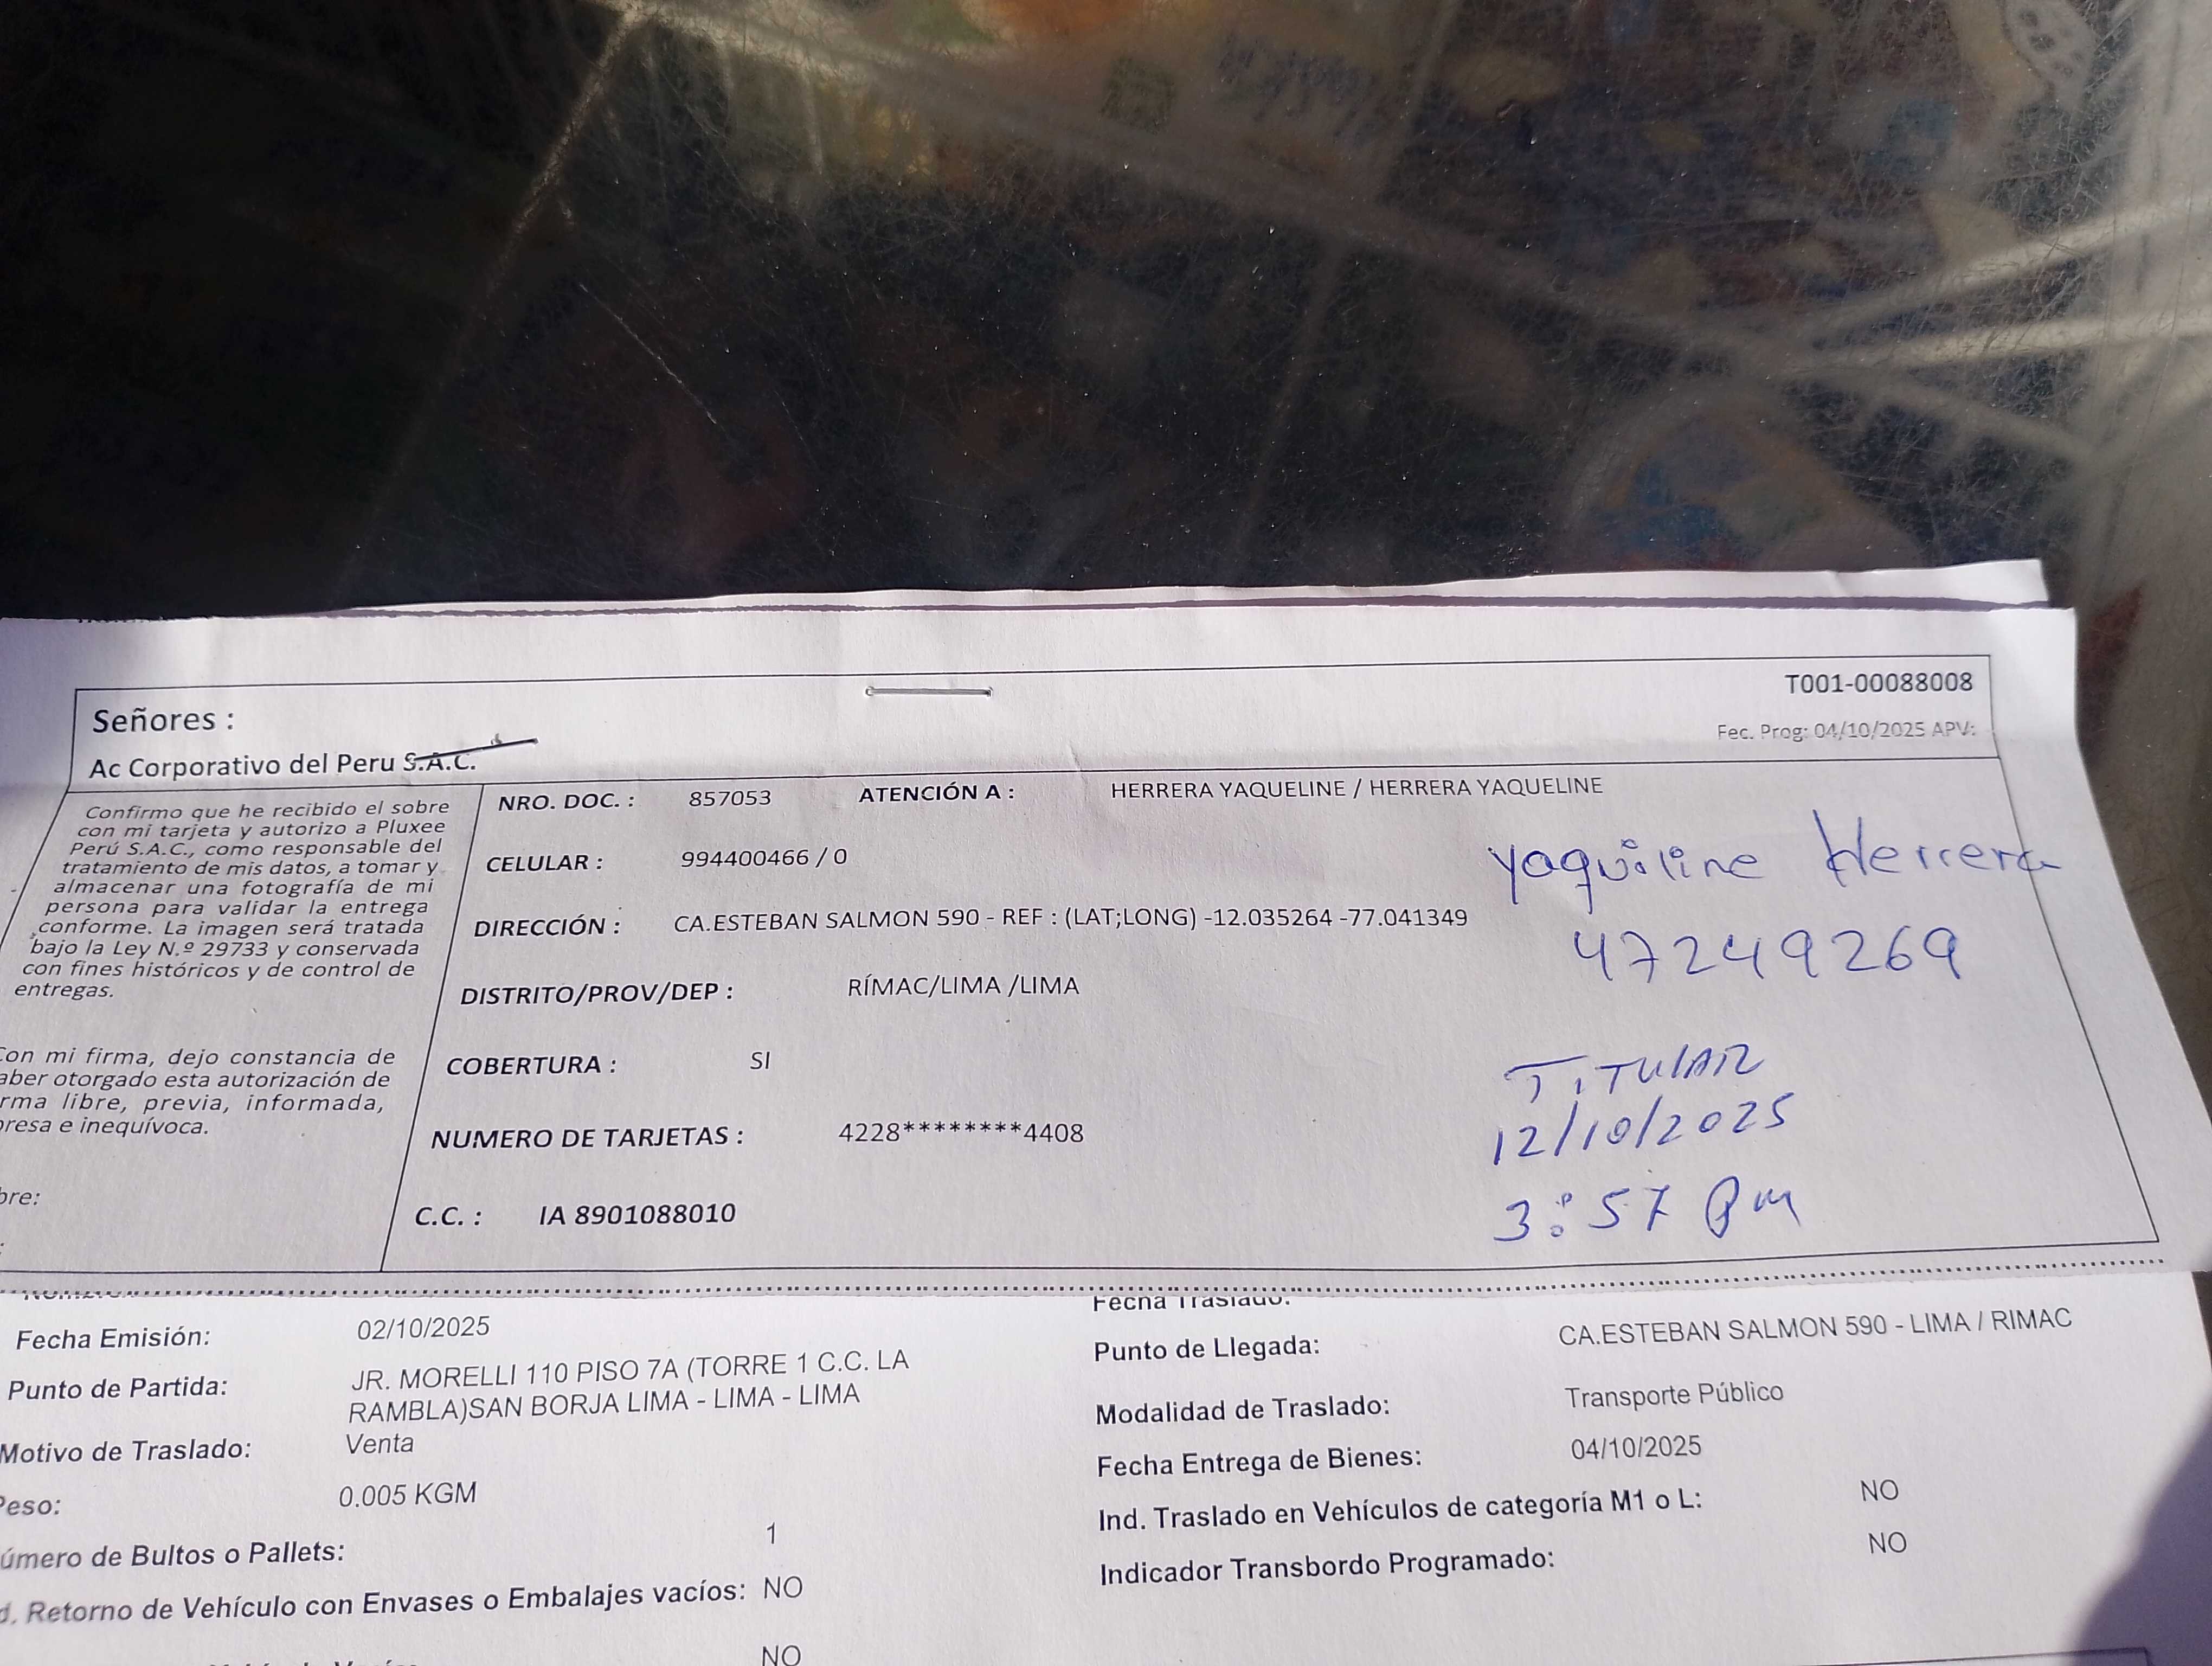 T001-00088008
Señores :
Fec. Prog: 04/10/2025 APV:
Ac Corporativo del Peru S.A.C.
Confirmo que he recibido el sobre
con mi tarjeta y autorizo a Pluxee
Perú S.A.C., como responsable del
tratamiento de mis datos, a tomar y
almacenar una fotografía de mi
persona para validar la entrega
conforme. La imagen será tratada
bajo la Ley N.º 29733 y conservada
con fines históricos y de control de
entregas.
Con mi firma, dejo constancia de
aber otorgado esta autorización de
rma libre, previa, informada,
presa e inequívoca.
bre:
NRO. DOC. : 857053 ATENCIÓN A : HERRERA YAQUELINE / HERRERA YAQUELINE
CELULAR : 994400466 / 0
DIRECCIÓN : CA.ESTEBAN SALMON 590 - REF : (LAT;LONG) -12.035264 -77.041349
DISTRITO/PROV/DEP : RÍMAC/LIMA /LIMA
COBERTURA : SI
NUMERO DE TARJETAS : 4228********4408
C.C. : IA 8901088010
Yaquiline Herrera
47249269
TITULAR
12/10/2025
3:57 Pm
Fecha Traslado:
Fecha Emisión: 02/10/2025
Punto de Partida: JR. MORELLI 110 PISO 7A (TORRE 1 C.C. LA
RAMBLA)SAN BORJA LIMA - LIMA - LIMA
Motivo de Traslado: Venta
Peso: 0.005 KGM
úmero de Bultos o Pallets: 1
d. Retorno de Vehículo con Envases o Embalajes vacíos: NO
NO
Punto de Llegada: CA.ESTEBAN SALMON 590 - LIMA / RIMAC
Modalidad de Traslado: Transporte Público
Fecha Entrega de Bienes: 04/10/2025
Ind. Traslado en Vehículos de categoría M1 o L: NO
Indicador Transbordo Programado: NO